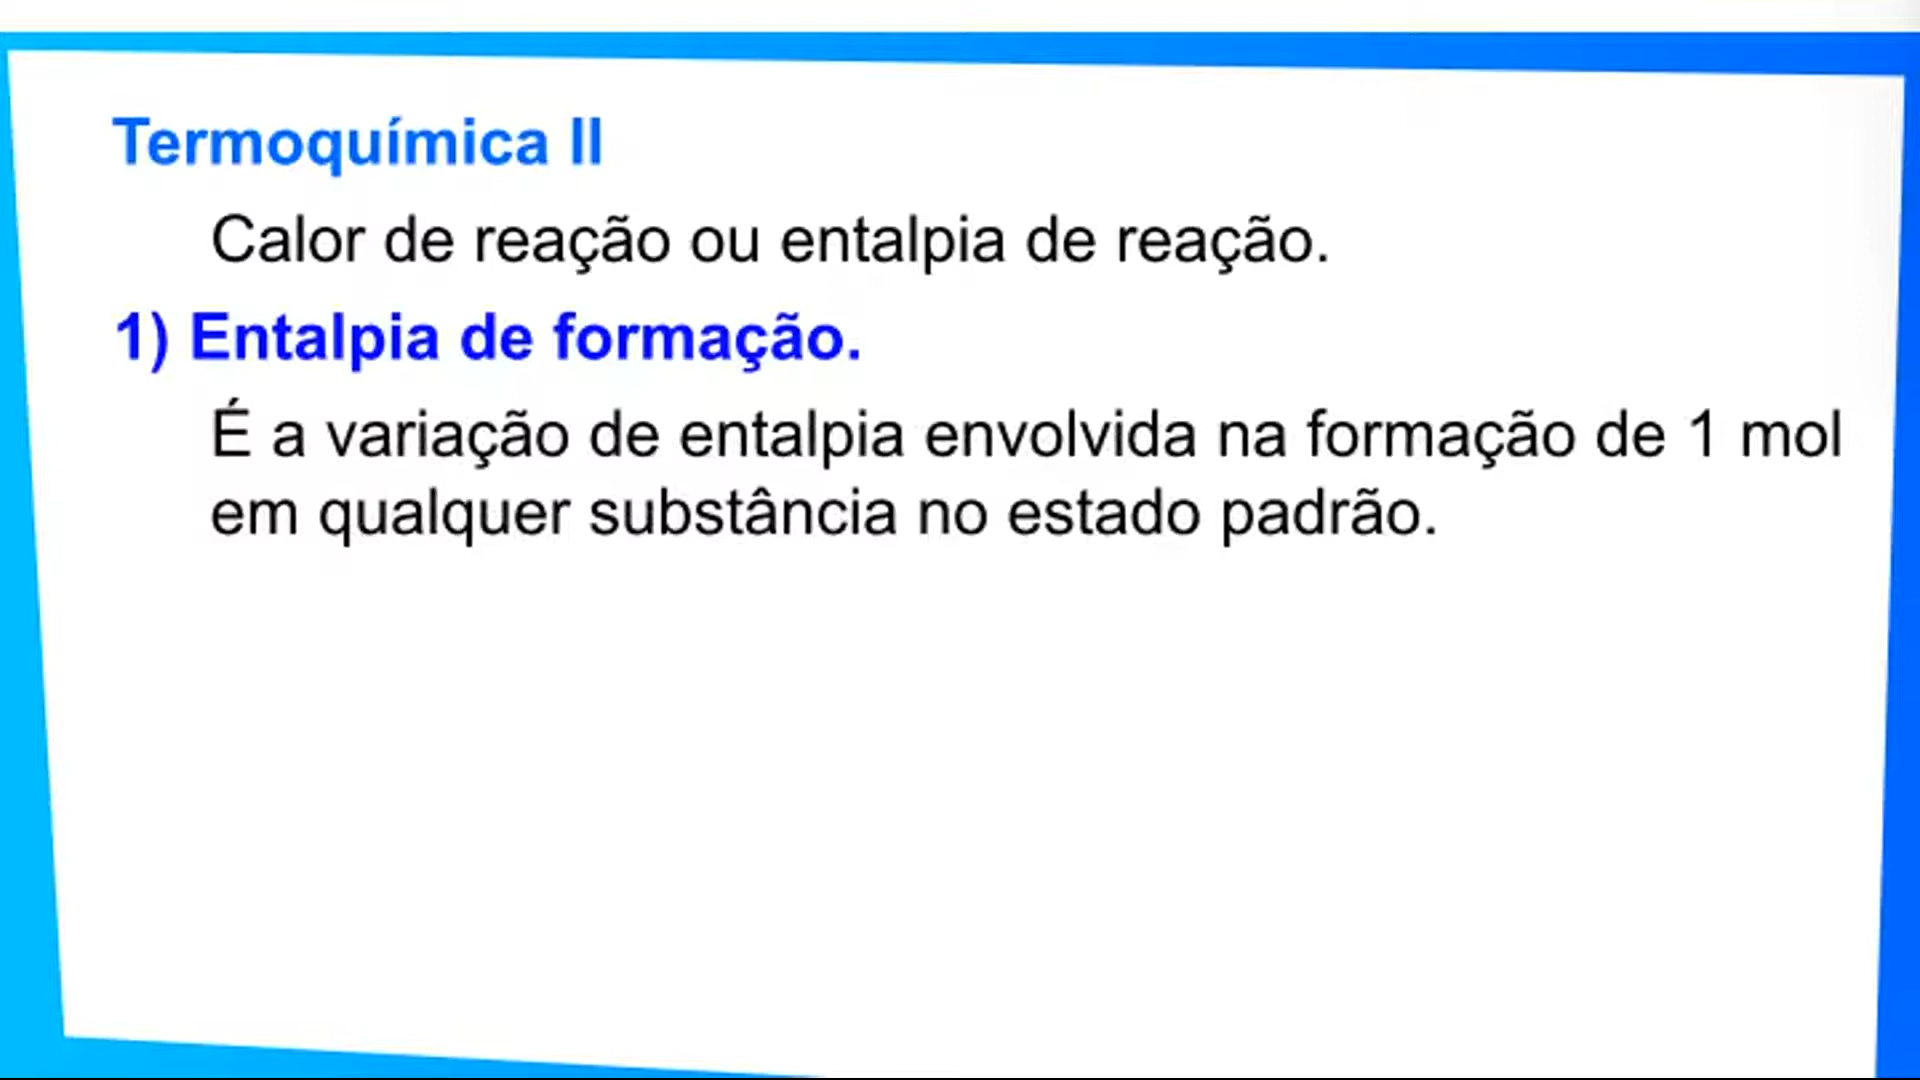 Termoquímica II
Calor de reação ou entalpia de reação.
1) Entalpia de formação.
É a variação de entalpia envolvida na formação de 1 mol
em qualquer substância no estado padrão.